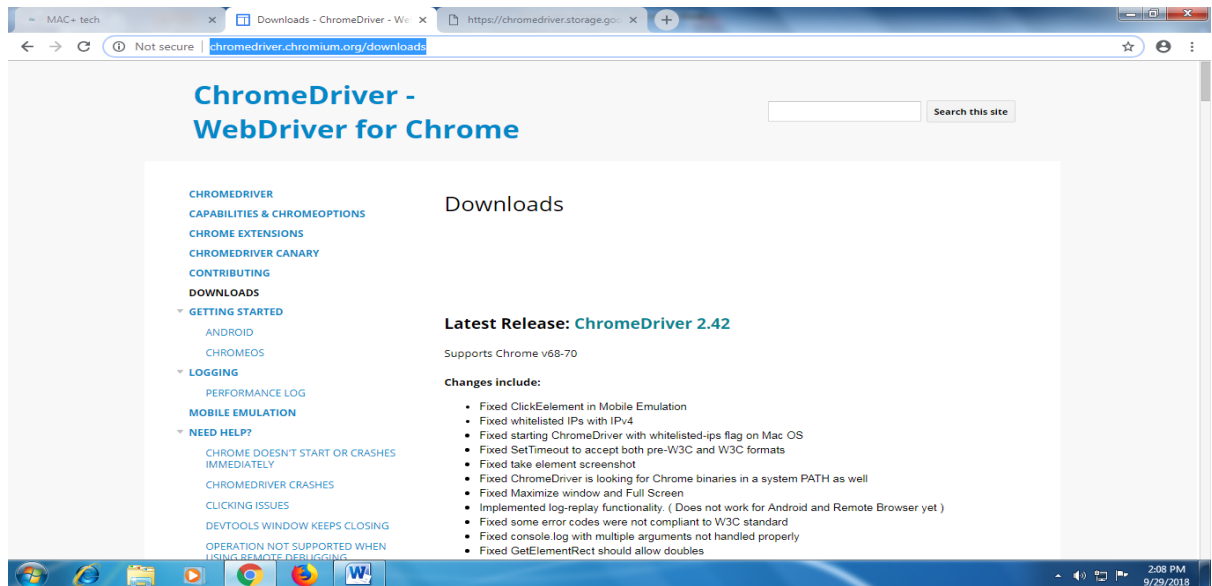 MAC+ tech
Downloads - ChromeDriver - We
https://chromedriver.storage.goo
Not secure
chromedriver.chromium.org/downloads
ChromeDriver -
WebDriver for Chrome
Search this site
CHROMEDRIVER
CAPABILITIES & CHROMEOPTIONS
CHROME EXTENSIONS
CHROMEDRIVER CANARY
CONTRIBUTING
DOWNLOADS
GETTING STARTED
ANDROID
CHROMEOS
LOGGING
PERFORMANCE LOG
MOBILE EMULATION
NEED HELP?
CHROME DOESN'T START OR CRASHES
IMMEDIATELY
CHROMEDRIVER CRASHES
CLICKING ISSUES
DEVTOOLS WINDOW KEEPS CLOSING
OPERATION NOT SUPPORTED WHEN
USING REMOTE DEBUGGING
Downloads
Latest Release: ChromeDriver 2.42
Supports Chrome v68-70
Changes include:
Fixed ClickEelement in Mobile Emulation
Fixed whitelisted IPs with IPv4
Fixed starting ChromeDriver with whitelisted-ips flag on Mac OS
Fixed SetTimeout to accept both pre-W3C and W3C formats
Fixed take element screenshot
Fixed ChromeDriver is looking for Chrome binaries in a system PATH as well
Fixed Maximize window and Full Screen
Implemented log-replay functionality. ( Does not work for Android and Remote Browser yet )
Fixed some error codes were not compliant to W3C standard
Fixed console.log with multiple arguments not handled properly
Fixed GetElementRect should allow doubles
2:08 PM
9/29/2018